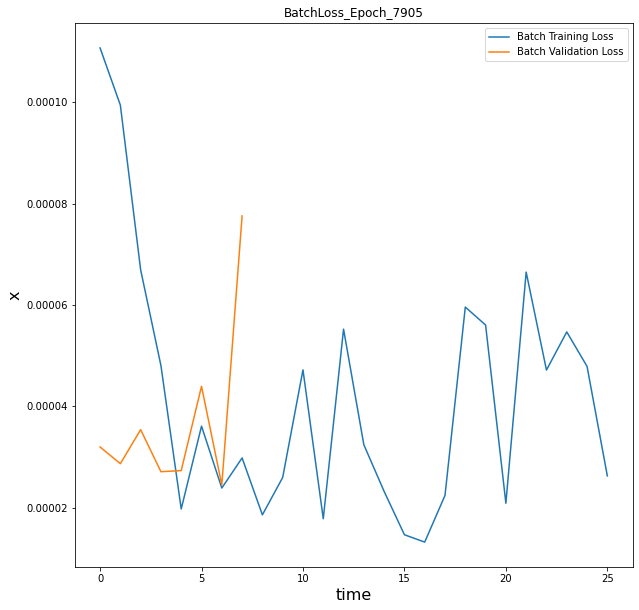 BatchLoss_Epoch_7905
Batch Training Loss
Batch Validation Loss
0.00010
0.00008
0.00006
0.00004
0.00002
x
0 5 10 15 20 25
time